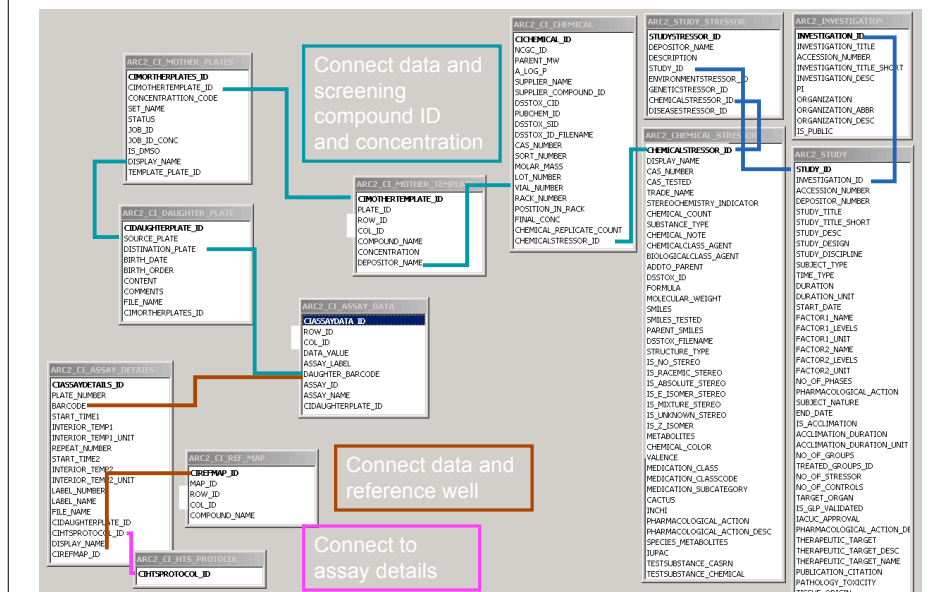 ARC2_CI_MOTHER_PLATES
CIMORTHERPLATES_ID
CIMOTHERTEMPLATE_ID
CONCENTRATTION_CODE
SET_NAME
STATUS
JOB_ID
JOB_ID_CONC
IS_DMSO
DISPLAY_NAME
TEMPLATE_PLATE_ID
Connect data and
screening
compound ID
and concentration
ARC2_CI_CHEMICAL
CICHEMICAL_ID
NCGC_ID
PARENT_MW
A_LOG_P
SUPPLIER_NAME
SUPPLIER_COMPOUND_ID
DSSTOX_CID
PUBCHEM_ID
DSSTOX_SID
DSSTOX_ID_FILENAME
CAS_NUMBER
SORT_NUMBER
MOLAR_MASS
LOT_NUMBER
VIAL_NUMBER
RACK_NUMBER
POSITION_IN_RACK
FINAL_CONC
CHEMICAL_REPLICATE_COUNT
CHEMICALSTRESSOR_ID
ARC2_STUDY_STRESSOR
STUDYSTRESSOR_ID
DEPOSITOR_NAME
DESCRIPTION
STUDY_ID
ENVIRONMENTSTRESSOR_ID
GENETICSTRESSOR_ID
CHEMICALSTRESSOR_ID
DISEASESTRESSOR_ID
ARC2_INVESTIGATION
INVESTIGATION_ID
INVESTIGATION_TITLE
ACCESSION_NUMBER
INVESTIGATION_TITLE_SHORT
INVESTIGATION_DESC
PI
ORGANIZATION
ORGANIZATION_ABBR
ORGANIZATION_DESC
IS_PUBLIC
ARC2_CI_DAUGHTER_PLATE
CIDAUGHTERPLATE_ID
SOURCE_PLATE
DISTINATION_PLATE
BIRTH_DATE
BIRTH_ORDER
CONTENT
COMMENTS
FILE_NAME
CIMORTHERPLATES_ID
ARC2_CI_MOTHER_TEMPLATE
CIMOTHERTEMPLATE_ID
PLATE_ID
ROW_ID
COL_ID
COMPOUND_NAME
CONCENTRATION
DEPOSITOR_NAME
ARC2_CHEMICAL_STRESSOR
CHEMICALSTRESSOR_ID
DISPLAY_NAME
CAS_NUMBER
CAS_TESTED
TRADE_NAME
STEREOCHEMISTRY_INDICATOR
CHEMICAL_COUNT
SUBSTANCE_TYPE
CHEMICAL_NOTE
CHEMICALCLASS_AGENT
BIOLOGICALCLASS_AGENT
ADDTO_PARENT
DSSTOX_ID
FORMULA
MOLECULAR_WEIGHT
SMILES
SMILES_TESTED
PARENT_SMILES
DSSTOX_FILENAME
STRUCTURE_TYPE
IS_NO_STEREO
IS_RACEMIC_STEREO
IS_ABSOLUTE_STEREO
IS_E_ISOMER_STEREO
IS_MIXTURE_STEREO
IS_UNKNOWN_STEREO
IS_Z_ISOMER
METABOLITES
CHEMICAL_COLOR
VALENCE
MEDICATION_CLASS
MEDICATION_CLASSCODE
MEDICATION_SUBCATEGORY
CACTUS
INCHI
PHARMACOLOGICAL_ACTION
PHARMACOLOGICAL_ACTION_DESC
SPECIES_METABOLITES
IUPAC
TESTSUBSTANCE_CASRN
TESTSUBSTANCE_CHEMICAL
ARC2_STUDY
STUDY_ID
INVESTIGATION_ID
ACCESSION_NUMBER
DEPOSITOR_NUMBER
STUDY_TITLE
STUDY_TITLE_SHORT
STUDY_DESC
STUDY_DESIGN
STUDY_DISCIPLINE
SUBJECT_TYPE
TIME_TYPE
DURATION
DURATION_UNIT
START_DATE
FACTOR1_NAME
FACTOR1_LEVELS
FACTOR1_UNIT
FACTOR2_NAME
FACTOR2_LEVELS
FACTOR2_UNIT
NO_OF_PHASES
PHARMACOLOGICAL_ACTION
SUBJECT_NATURE
END_DATE
IS_ACCLIMATION
ACCLIMATION_DURATION
ACCLIMATION_DURATION_UNIT
NO_OF_GROUPS
TREATED_GROUPS_ID
NO_OF_STRESSOR
NO_OF_CONTROLS
TARGET_ORGAN
IS_GLP_VALIDATED
IACUC_APPROVAL
PHARMACOLOGICAL_ACTION_DE
THERAPEUTIC_TARGET
THERAPEUTIC_TARGET_DESC
THERAPEUTIC_TARGET_NAME
PUBLICATION_CITATION
PATHOLOGY_TOXICITY
TISSUE_ORIGIN
ARC2_CI_ASSAY_DATA
CIASSAYDATA_ID
ROW_ID
COL_ID
DATA_VALUE
ASSAY_LABEL
DAUGHTER_BARCODE
ASSAY_ID
ASSAY_NAME
CIDAUGHTERPLATE_ID
ARC2_CI_ASSAY_DETAILS
CIASSAYDETAILS_ID
PLATE_NUMBER
BARCODE
START_TIME1
INTERIOR_TEMP1
INTERIOR_TEMP1_UNIT
REPEAT_NUMBER
START_TIME2
INTERIOR_TEMP2
INTERIOR_TEMP2_UNIT
LABEL_NUMBER
LABEL_NAME
FILE_NAME
CIDAUGHTERPLATE_ID
CIHTSPROTOCOL_ID
DISPLAY_NAME
CIREFMAP_ID
ARC2_CI_REF_MAP
CIREFMAP_ID
MAP_ID
ROW_ID
COL_ID
COMPOUND_NAME
Connect data and
reference well
ARC2_CI_HTS_PROTOCOL
CIHTSPROTOCOL_ID
Connect to
assay details